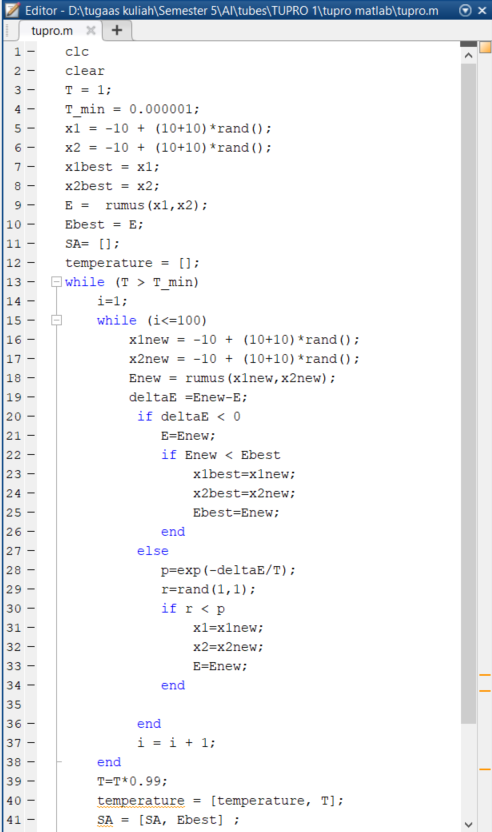 Editor - D:\tugaas kuliah\Semester 5\AI\tubes\TUPRO 1\tupro matlab\tupro.m
tupro.m
1 clc
2 clear
3 T = 1;
4 T_min = 0.000001;
5 x1 = -10 + (10+10)*rand();
6 x2 = -10 + (10+10)*rand();
7 x1best = x1;
8 x2best = x2;
9 E =  rumus(x1,x2);
10 Ebest = E;
11 SA= [];
12 temperature = [];
13 while (T > T_min)
14 i=1;
15 while (i<=100)
16 x1new = -10 + (10+10)*rand();
17 x2new = -10 + (10+10)*rand();
18 Enew = rumus(x1new,x2new);
19 deltaE =Enew-E;
20 if deltaE < 0
21 E=Enew;
22 if Enew < Ebest
23 x1best=x1new;
24 x2best=x2new;
25 Ebest=Enew;
26 end
27 else
28 p=exp(-deltaE/T);
29 r=rand(1,1);
30 if r < p
31 x1=x1new;
32 x2=x2new;
33 E=Enew;
34 end
35
36 end
37 i = i + 1;
38 end
39 T=T*0.99;
40 temperature = [temperature, T];
41 SA = [SA, Ebest] ;